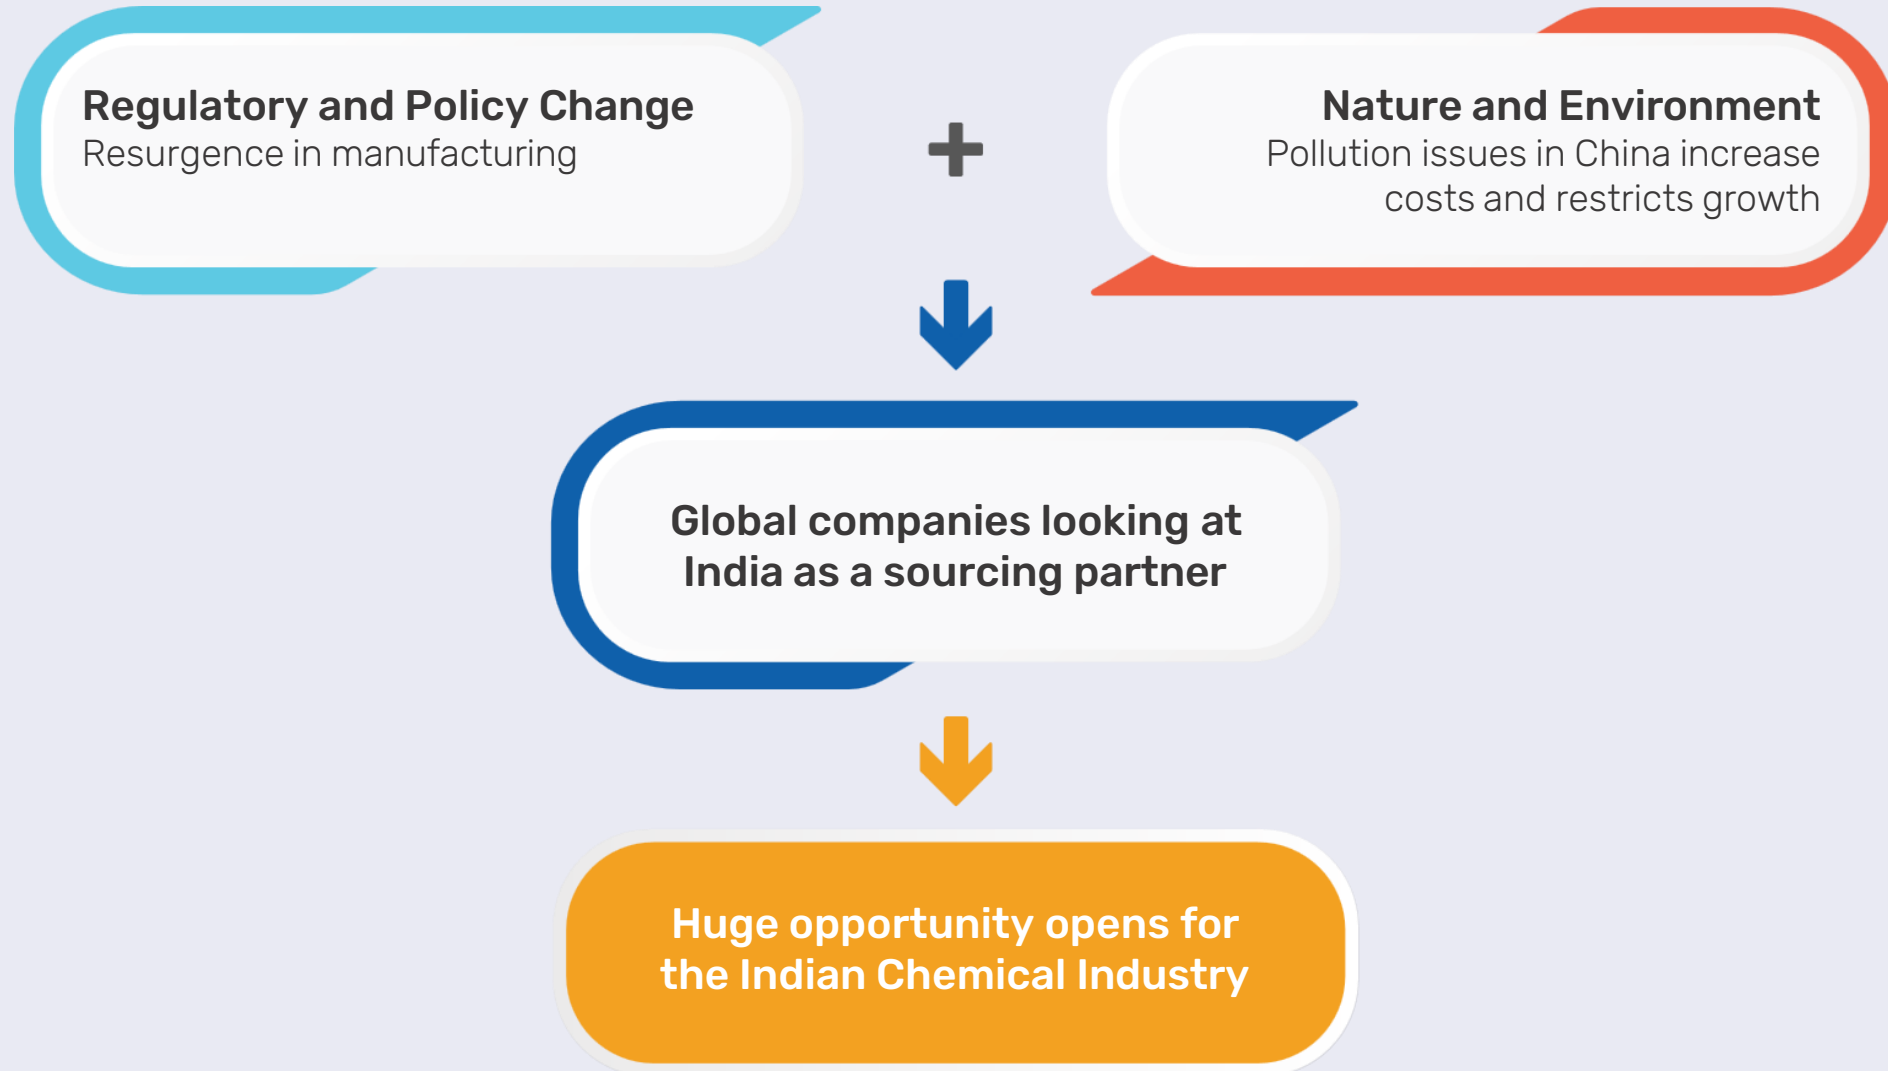 Regulatory and Policy Change
Resurgence in manufacturing
Nature and Environment
Pollution issues in China increase
costs and restricts growth
Global companies looking at
India as a sourcing partner
Huge opportunity opens for
the Indian Chemical Industry